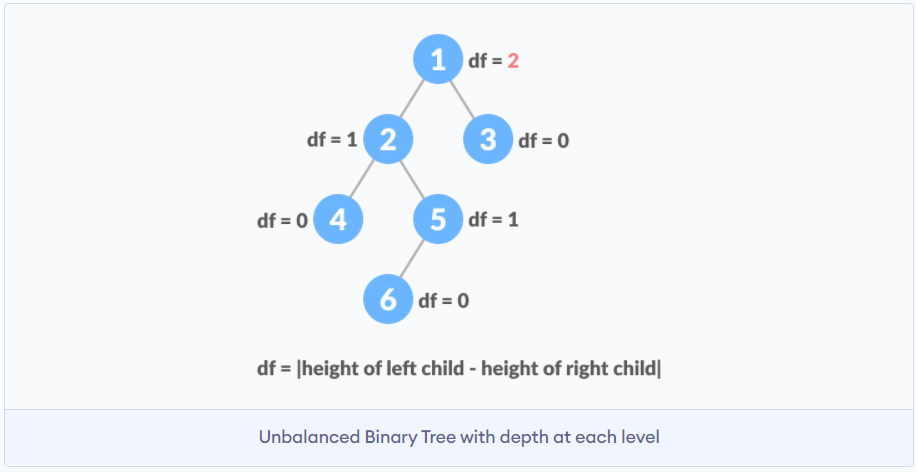 1 df = 2
df = 1 2 3 df = 0
df = 0 4 5 df = 1
6 df = 0
df = |height of left child - height of right child|
Unbalanced Binary Tree with depth at each level